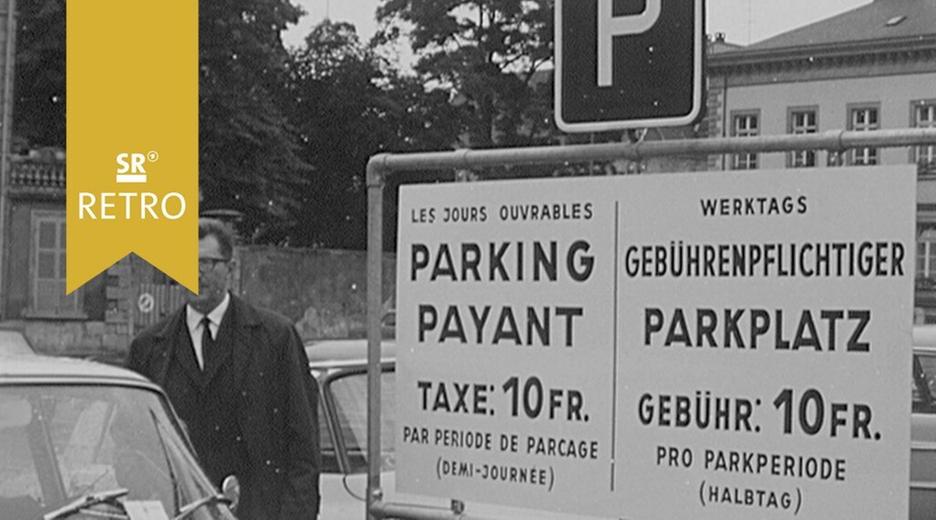 SR
RETRO
P
LES JOURS OUVRABLES
PARKING
PAYANT
TAXE: 10 FR.
PAR PERIODE DE PARCAGE
(DEMI-JOURNÉE)
WERKTAGS
GEBÜHRENPFLICHTIGER
PARKPLATZ
GEBÜHR: 10 FR.
PRO PARKPERIODE
(HALBTAG)